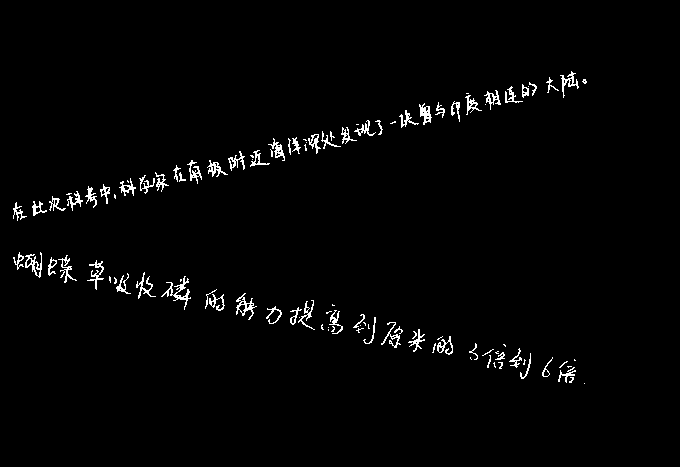 在此次科考中,科学家在南极附近海洋深处发现了一块曾与印度相连的大陆。
蝴蝶草吸收磷的能力提高到原来的3倍到6倍.